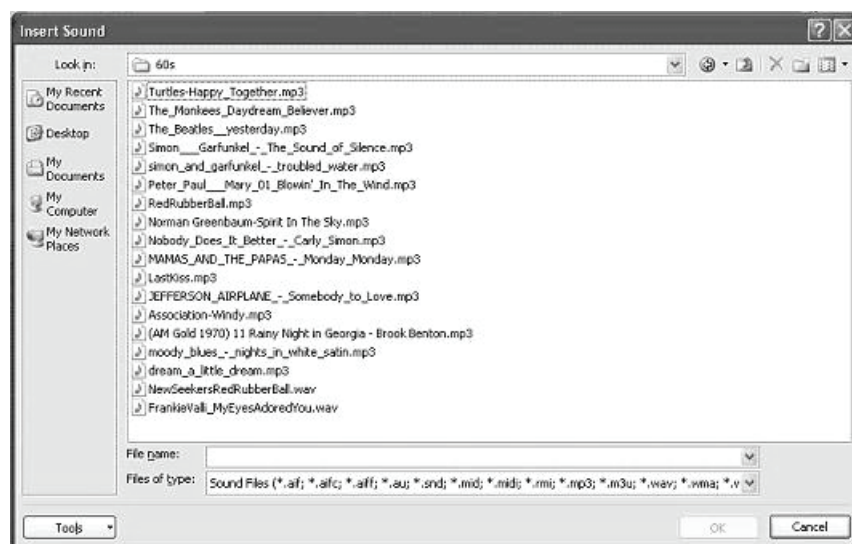 Insert Sound
Look in:
60s
My Recent
Documents
Desktop
My
Documents
My
Computer
My Network
Places
Turtles-Happy_Together.mp3
The_Monkees_Daydream_Believer.mp3
The_Beatles__yesterday.mp3
Simon___Garfunkel_-_The_Sound_of_Silence.mp3
simon_and_garfunkel_-_troubled_water.mp3
Peter_Paul___Mary_01_Blowin'_In_The_Wind.mp3
RedRubberBall.mp3
Norman Greenbaum-Spirit In The Sky.mp3
Nobody_Does_It_Better_-_Carly_Simon.mp3
MAMAS_AND_THE_PAPAS_-_Monday_Monday.mp3
LastKiss.mp3
JEFFERSON_AIRPLANE_-_Somebody_to_Love.mp3
Association-Windy.mp3
(AM Gold 1970) 11 Rainy Night in Georgia - Brook Benton.mp3
moody_blues_-_nights_in_white_satin.mp3
dream_a_little_dream.mp3
NewSeekersRedRubberBall.wav
FrankieValli_MyEyesAdoredYou.wav
File name:
Files of type: Sound Files (*.aif; *.aifc; *.aiff; *.au; *.snd; *.mid; *.midi; *.rmi; *.mp3; *.m3u; *.wav; *.wma; *.v
Tools
OK
Cancel